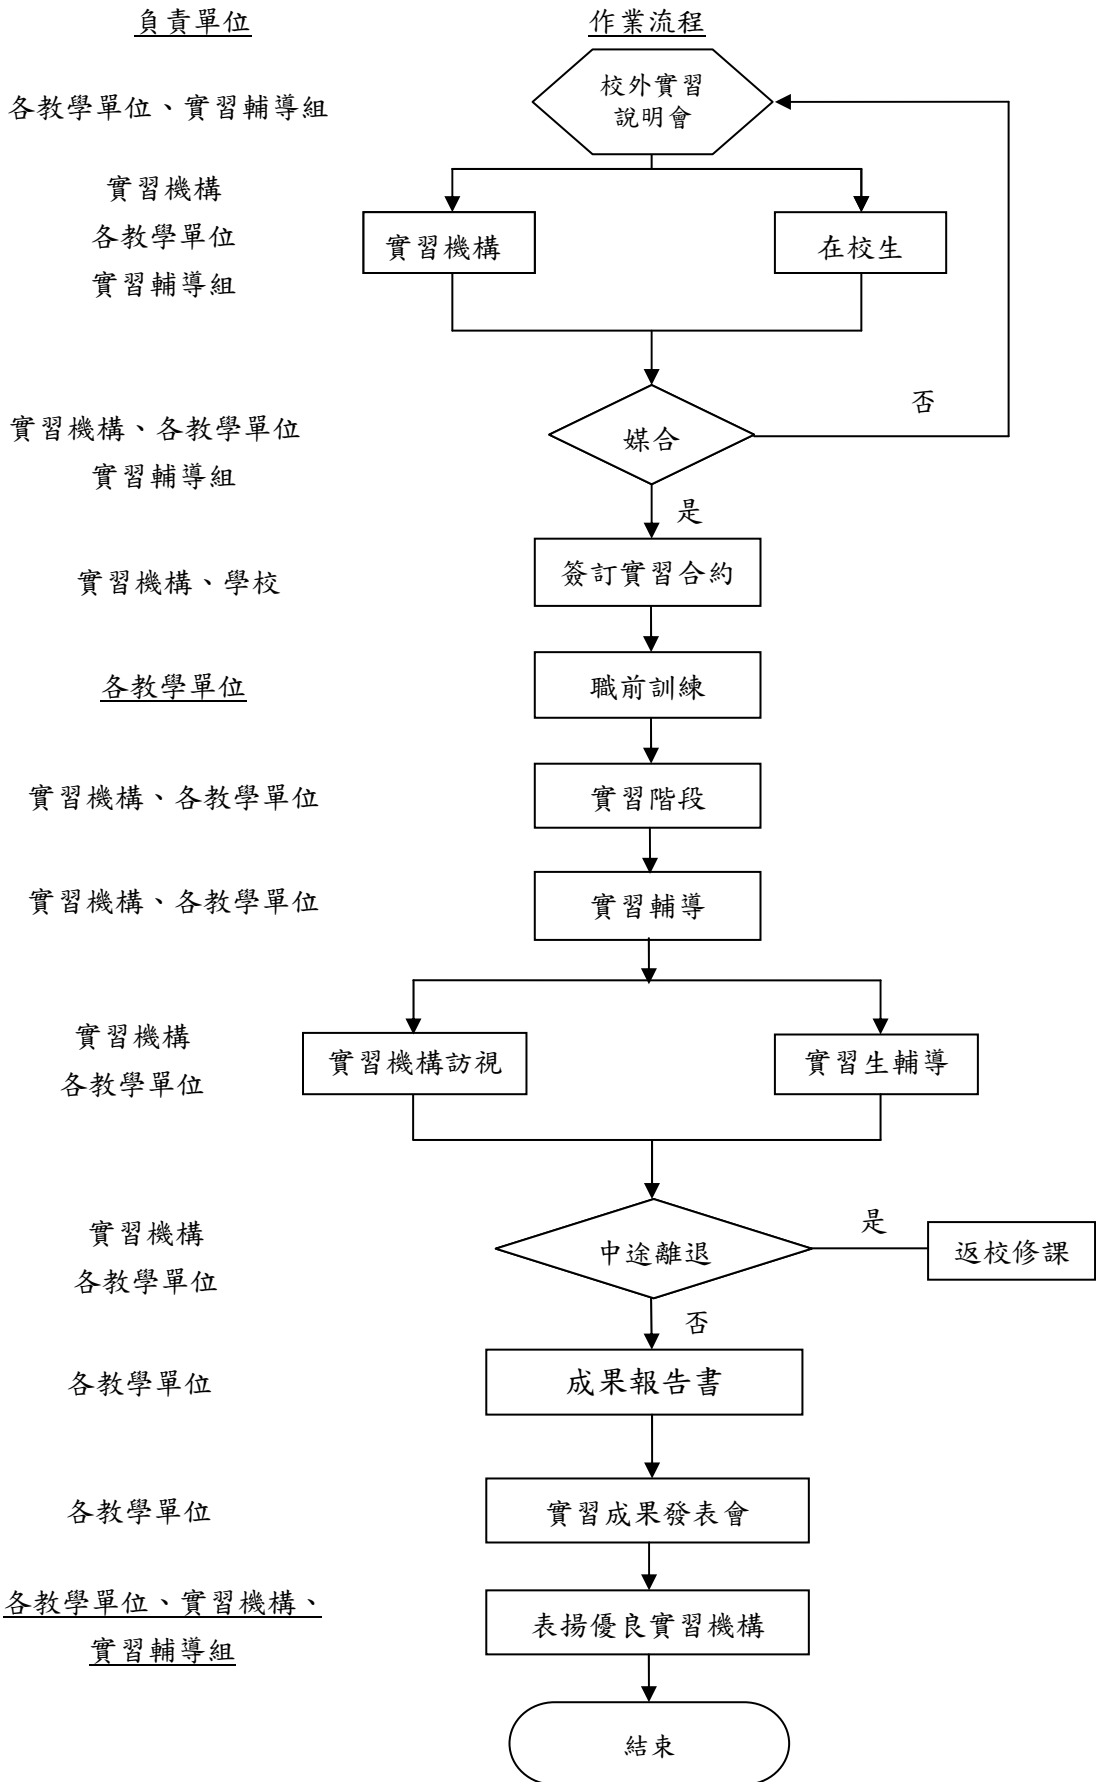 負責單位
作業流程
各教學單位、實習輔導組
校外實習
說明會
實習機構
各教學單位
實習輔導組
實習機構
在校生
實習機構、各教學單位
實習輔導組
媒合
否
是
實習機構、學校
簽訂實習合約
各教學單位
職前訓練
實習機構、各教學單位
實習階段
實習機構、各教學單位
實習輔導
實習機構
各教學單位
實習機構訪視
實習生輔導
實習機構
各教學單位
中途離退
是
返校修課
否
各教學單位
成果報告書
各教學單位
實習成果發表會
各教學單位、實習機構、
實習輔導組
表揚優良實習機構
結束